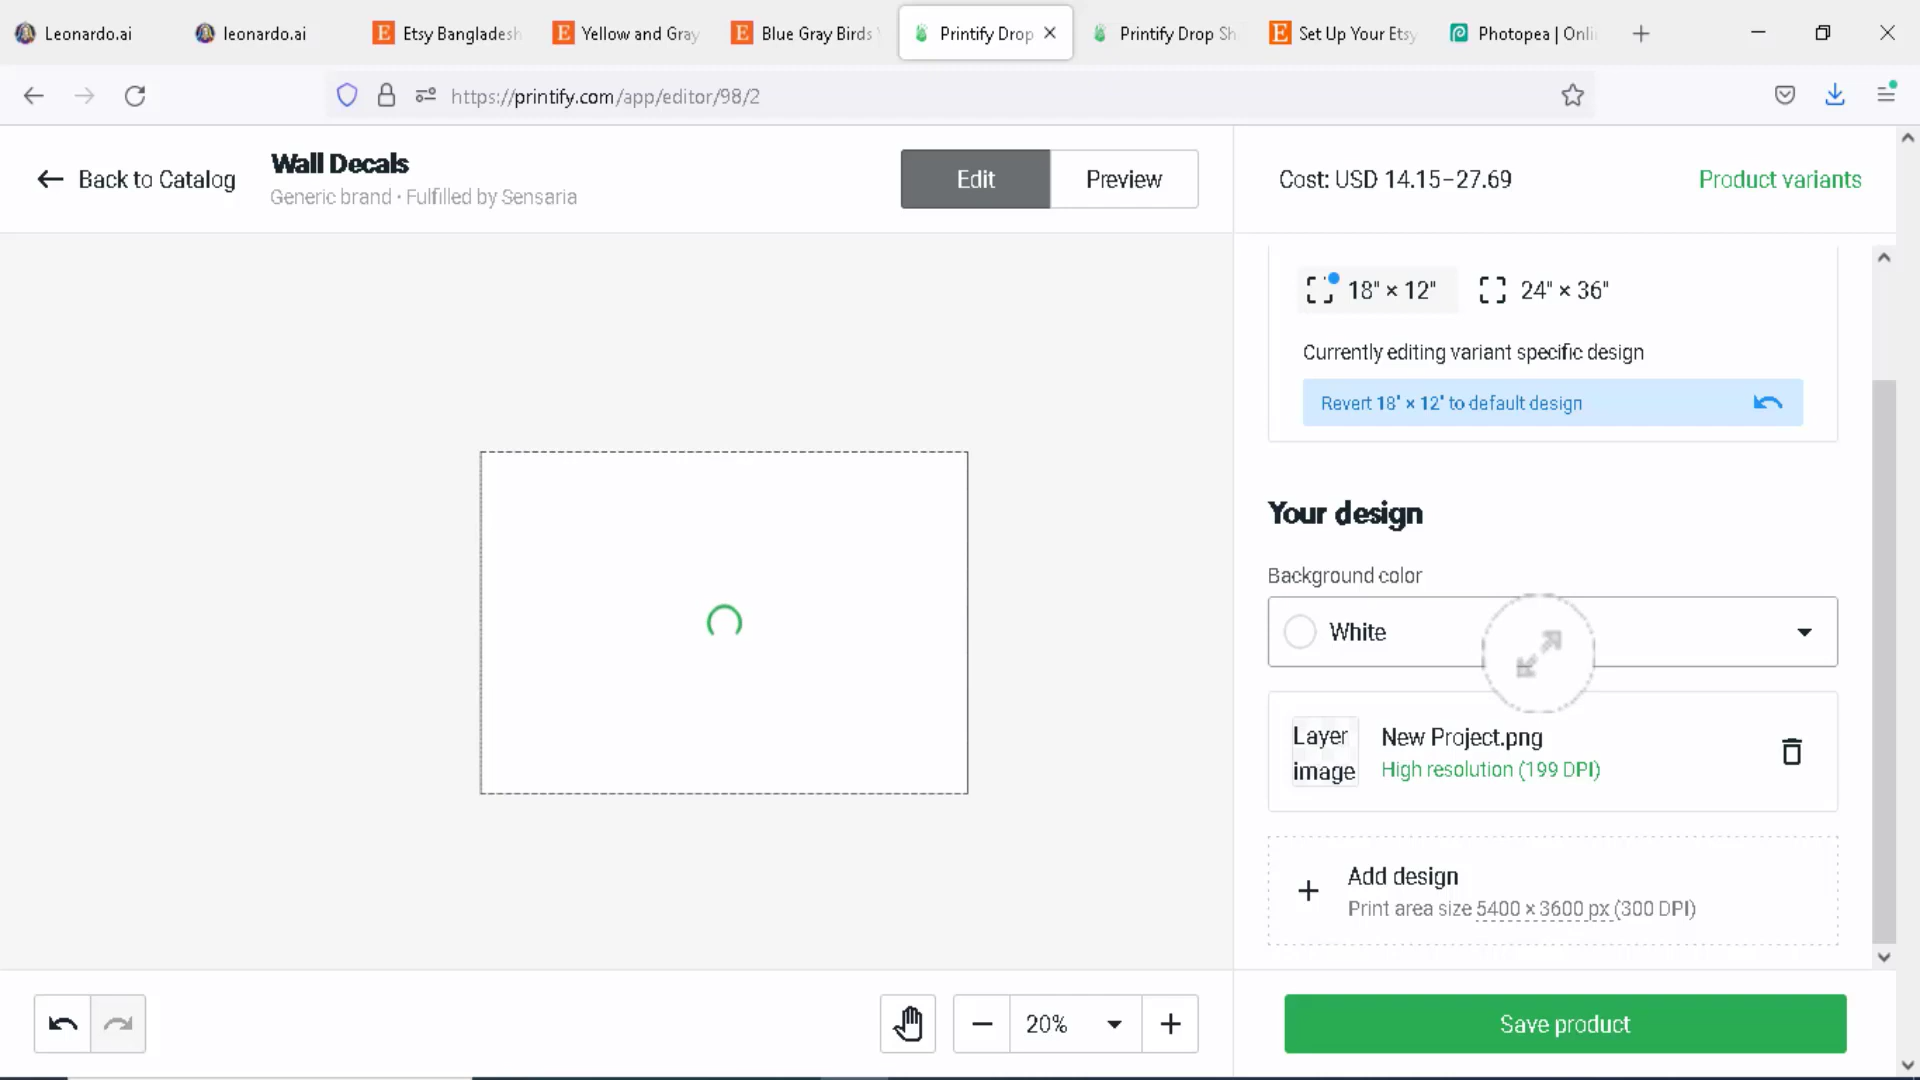 Leonardo.ai
leonardo.ai
Etsy Bangladesh
Yellow and Gray
Blue Gray Birds
Printify Drop
Printify Drop Sh
Set Up Your Etsy
Photopea | Onli
https://printify.com/app/editor/98/2
Back to Catalog
Wall Decals
Generic brand • Fulfilled by Sensaria
Edit
Preview
Cost: USD 14.15–27.69
Product variants
18" × 12"
24" × 36"
Currently editing variant specific design
Revert 18" × 12" to default design
Your design
Background color
White
Layer image
New Project.png
High resolution (199 DPI)
Add design
Print area size 5400 × 3600 px (300 DPI)
20%
Save product